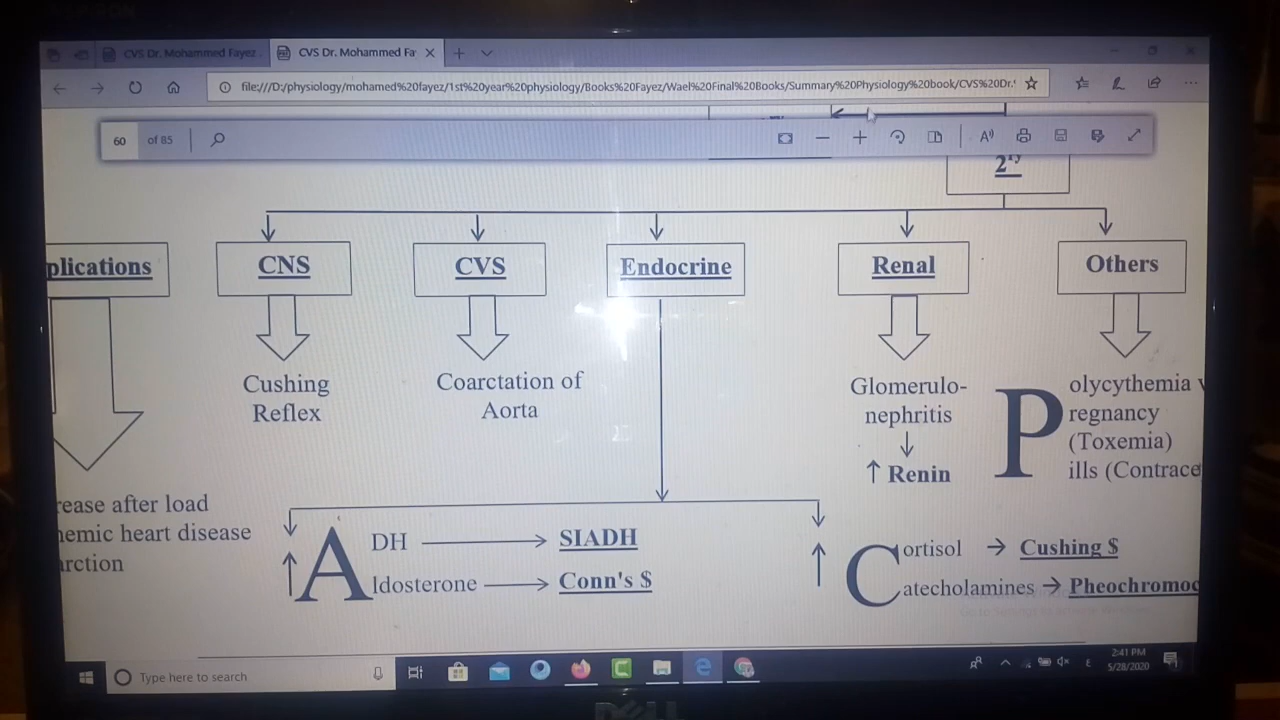 CVS Dr. Mohammed Fayez
CVS Dr. Mohammed Fa
file:///D:/physiology/mohamed%20fayez/1st%20year%20physiology/Books%20Fayez/Wael%20Final%20Books/Summary%20Physiology%20book/CVS%20Dr.
60 of 85
2ry
plications
CNS
CVS
Endocrine
Renal
Others
Cushing
Reflex
Coarctation of
Aorta
Glomerulo-
nephritis
↓
↑ Renin
P
olycythemia
regnancy
(Toxemia)
ills (Contrace
rease after load
hemic heart disease
arction
↑ A
DH → SIADH
ldosterone → Conn's $
↑ C
ortisol → Cushing $
atecholamines → Pheochromoc
Type here to search
2:41 PM
5/28/2020
DELL